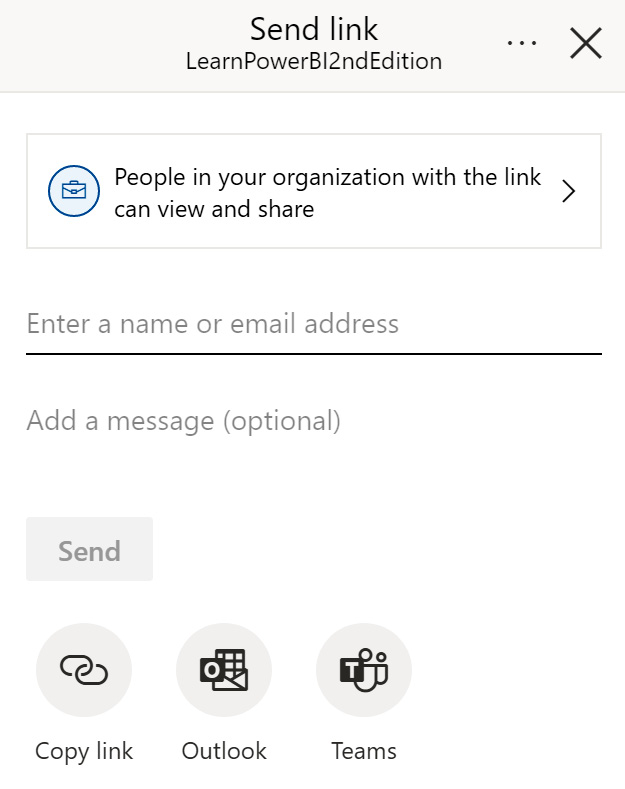 Send link
LearnPowerBI2ndEdition
People in your organization with the link
can view and share
Enter a name or email address
Add a message (optional)
Send
Copy link
Outlook
Teams